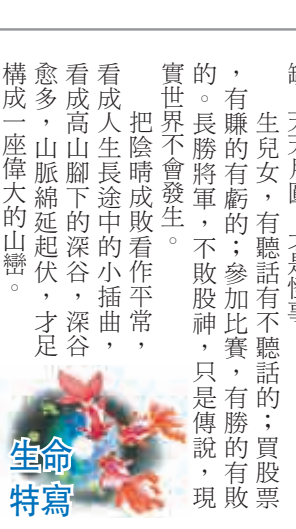 生兒女，有聽話有不聽話的；買股票
，有賺的有虧的；參加比賽，有勝的有敗
的。長勝將軍，不敗股神，只是傳說，現
實世界不會發生。
把陰晴成敗看作平常，
看成人生長途中的小插曲，
看成高山腳下的深谷，深谷
愈多，山脈綿延起伏，才足
構成一座偉大的山巒。
生命
特寫